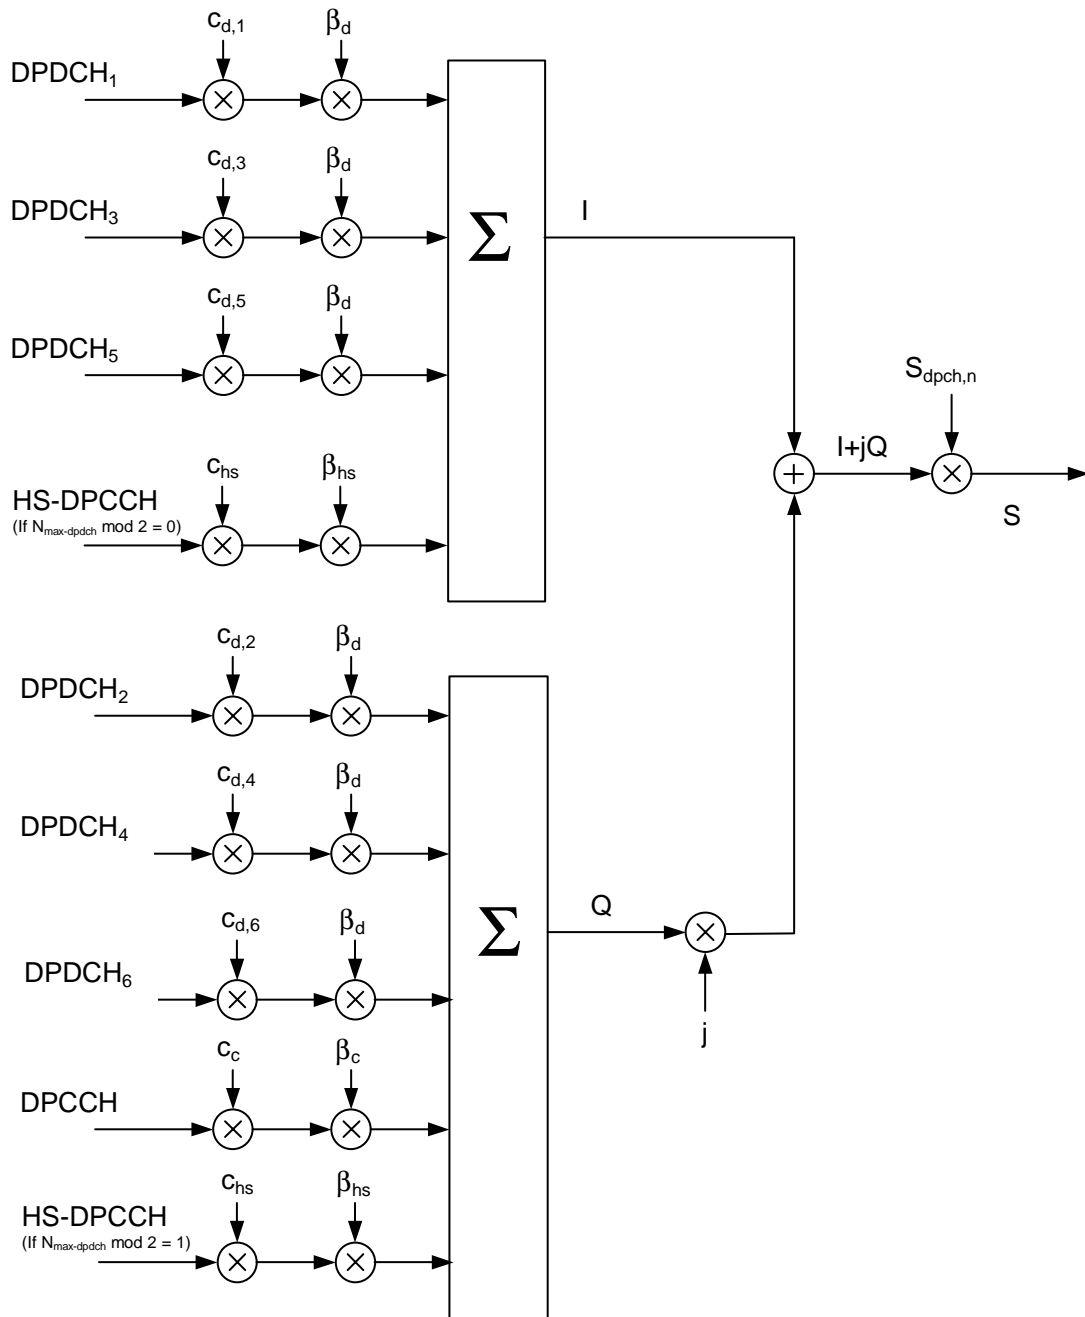 c_d,1 β_d
DPDCH_1
c_d,3 β_d
DPDCH_3
Σ
I
c_d,5 β_d
DPDCH_5
S_dpch,n
I+jQ
S
c_hs β_hs
HS-DPCCH
(If N_max-dpdch mod 2 = 0)
c_d,2 β_d
DPDCH_2
c_d,4 β_d
DPDCH_4
Σ
Q
j
c_d,6 β_d
DPDCH_6
c_c β_c
DPCCH
c_hs β_hs
HS-DPCCH
(If N_max-dpdch mod 2 = 1)